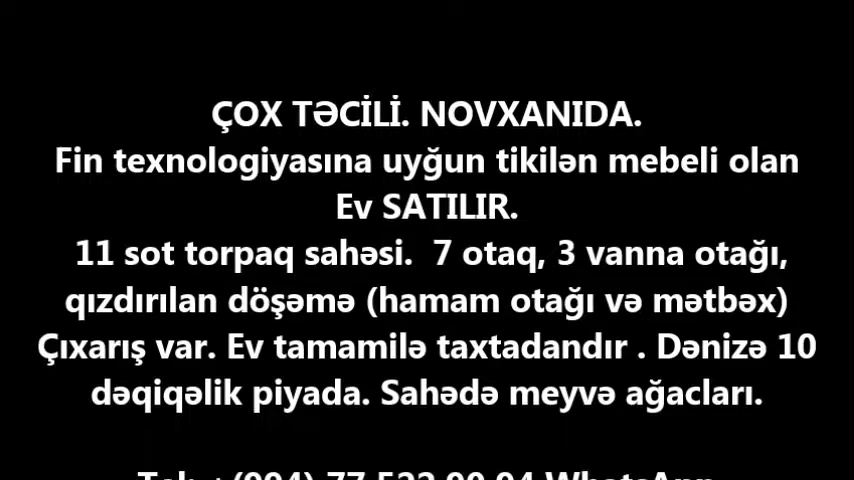 ÇOX TƏCİLİ. NOVXANIDA.
Fin texnologiyasına uyğun tikilən mebeli olan
Ev SATILIR.
11 sot torpaq sahəsi. 7 otaq, 3 vanna otağı,
qızdırılan döşəmə (hamam otağı və mətbəx)
Çıxarış var. Ev tamamilə taxtadandır . Dənizə 10
dəqiqəlik piyada. Sahədə meyvə ağacları.